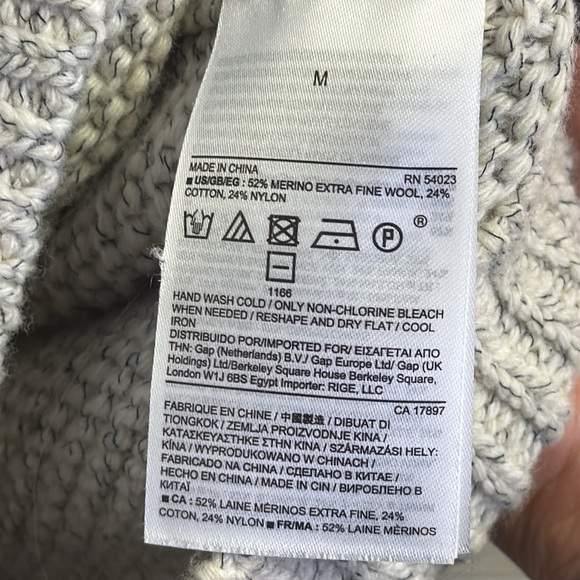 M
MADE IN CHINA RN 54023
■ US/GB/EG : 52% MERINO EXTRA FINE WOOL, 24%
COTTON, 24% NYLON
P ®
1166
HAND WASH COLD / ONLY NON-CHLORINE BLEACH
WHEN NEEDED / RESHAPE AND DRY FLAT / COOL
IRON
DISTRIBUIDO POR/IMPORTED FOR/ ΕΙΣΑΓΕΤΑΙ ΑΠΟ
ΤΗΝ: Gap (Netherlands) B.V./ Gap Europe Ltd/ Gap (UK
Holdings) Ltd/Berkeley Square House Berkeley Square,
London W1J 6BS Egypt Importer: RIGE, LLC
CA 17897
FABRIQUÉ EN CHINE / 中國製造 / DIBUAT DI
TIONGKOK / ZEMLJA PROIZVODNJE KINA /
ΚΑΤΑΣΚΕΥΑΣΤΗΚΕ ΣΤΗΝ ΚΙΝΑ / SZÁRMAZÁSI HELY:
KÍNA / WYPRODUKOWANO W CHINACH /
FABRICADO NA CHINA / СДЕЛАНО В КИТАЕ /
HECHO EN CHINA / MADE IN CIN / ВИРОБЛЕНО В
КИТАЇ
■ CA : 52% LAINE MÉRINOS EXTRA FINE, 24%
COTON, 24% NYLON ■ FR/MA : 52% LAINE MÉRINOS